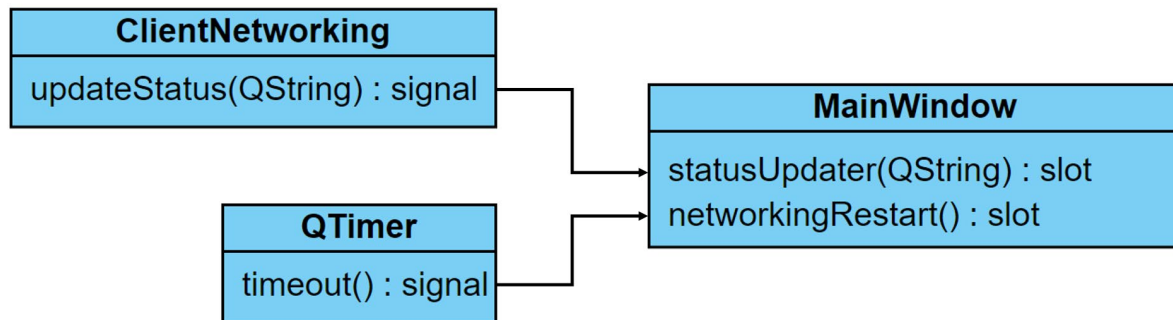 ClientNetworking
updateStatus(QString) : signal
MainWindow
statusUpdater(QString) : slot
networkingRestart() : slot
QTimer
timeout() : signal